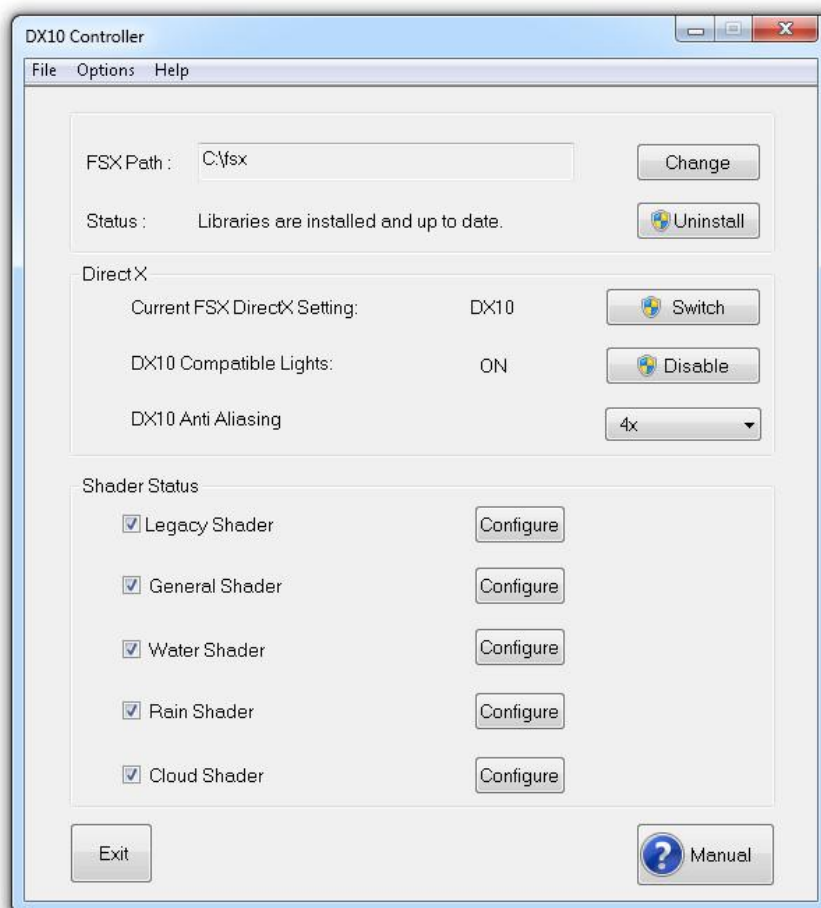 DX10 Controller
File Options Help
FSX Path : C:\fsx Change
Status : Libraries are installed and up to date. Uninstall
DirectX
Current FSX DirectX Setting: DX10 Switch
DX10 Compatible Lights: ON Disable
DX10 Anti Aliasing 4x
Shader Status
Legacy Shader Configure
General Shader Configure
Water Shader Configure
Rain Shader Configure
Cloud Shader Configure
Exit ? Manual